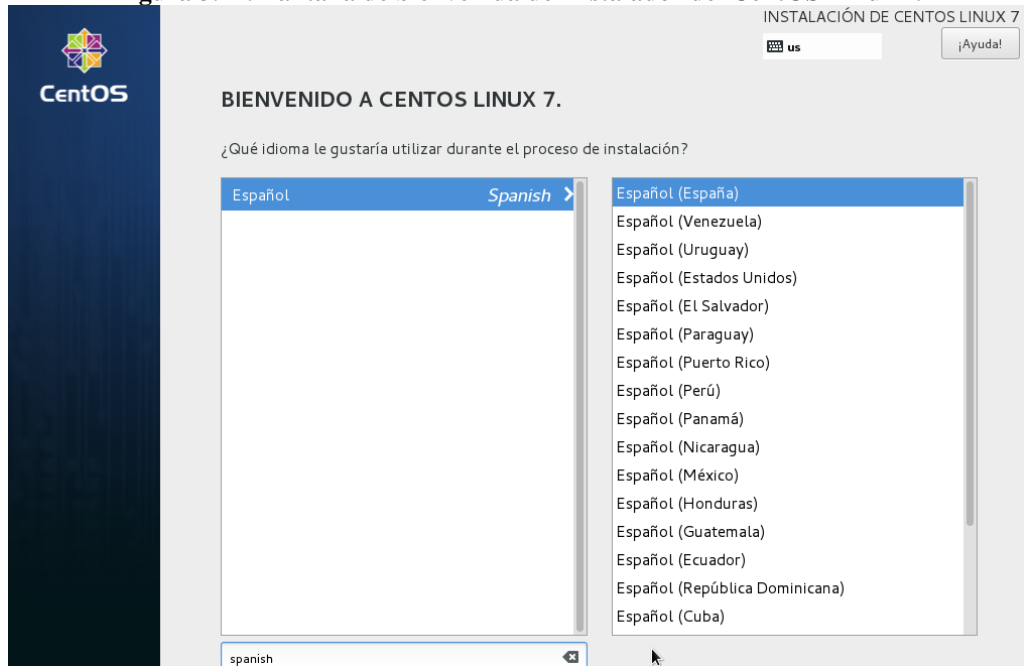 INSTALACIÓN DE CENTOS LINUX 7
us
¡Ayuda!
CentOS
BIENVENIDO A CENTOS LINUX 7.
¿Qué idioma le gustaría utilizar durante el proceso de instalación?
Español Spanish
Español (España)
Español (Venezuela)
Español (Uruguay)
Español (Estados Unidos)
Español (El Salvador)
Español (Paraguay)
Español (Puerto Rico)
Español (Perú)
Español (Panamá)
Español (Nicaragua)
Español (México)
Español (Honduras)
Español (Guatemala)
Español (Ecuador)
Español (República Dominicana)
Español (Cuba)
spanish